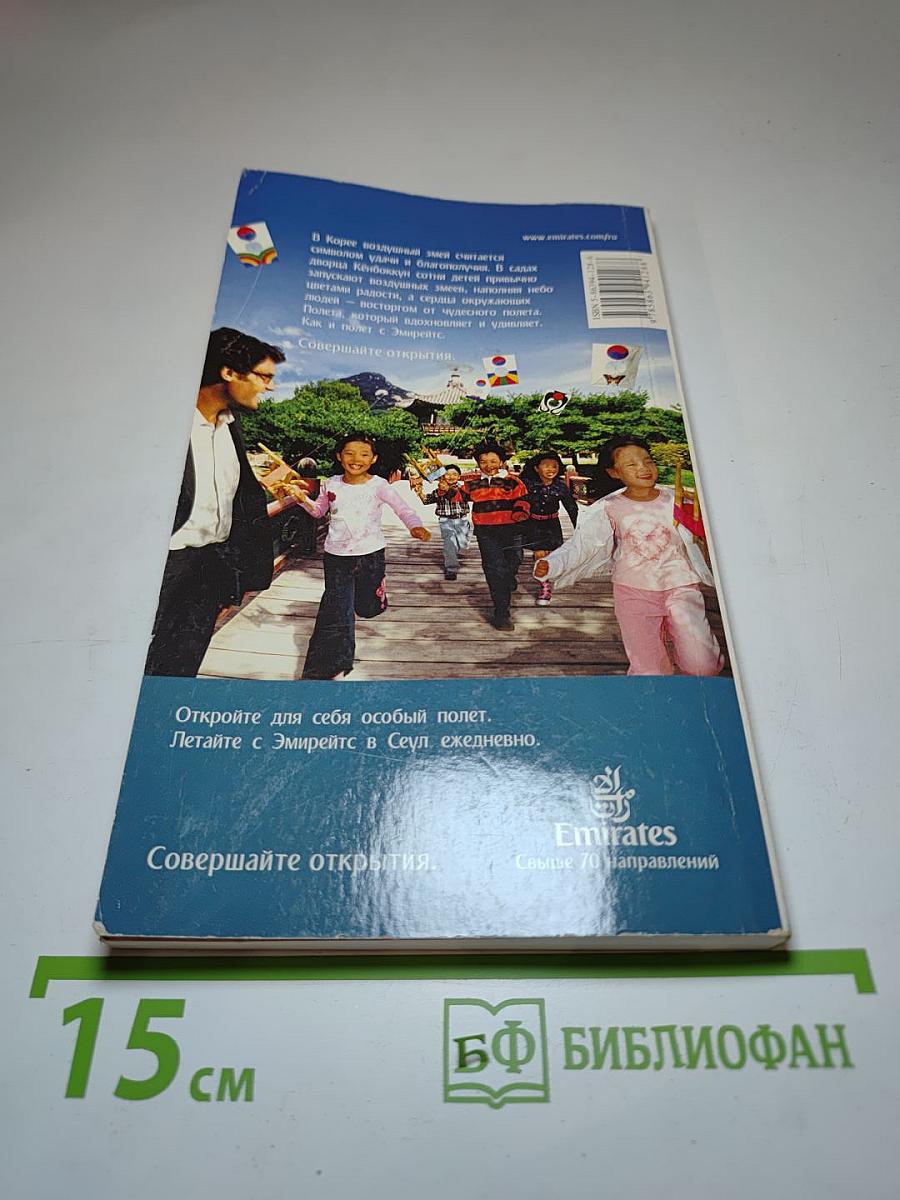 В Корее воздушный змей считается
символом удачи и благополучия. В садах
дворца Кёнбоккун сотни детей привычно
запускают воздушных змеев, наполняя небо
цветами радости, а сердца окружающих
людей — восторгом от чудесного полета.
Полета, который вдохновляет и удивляет.
Как и полет с Эмирейтс.
Совершайте открытия.
www.emirates.com/ru
Откройте для себя особый полет.
Летайте с Эмирейтс в Сеул ежедневно.
Emirates
Совершайте открытия.
Свыше 70 направлений
15 см
БФ БИБЛИОФАН